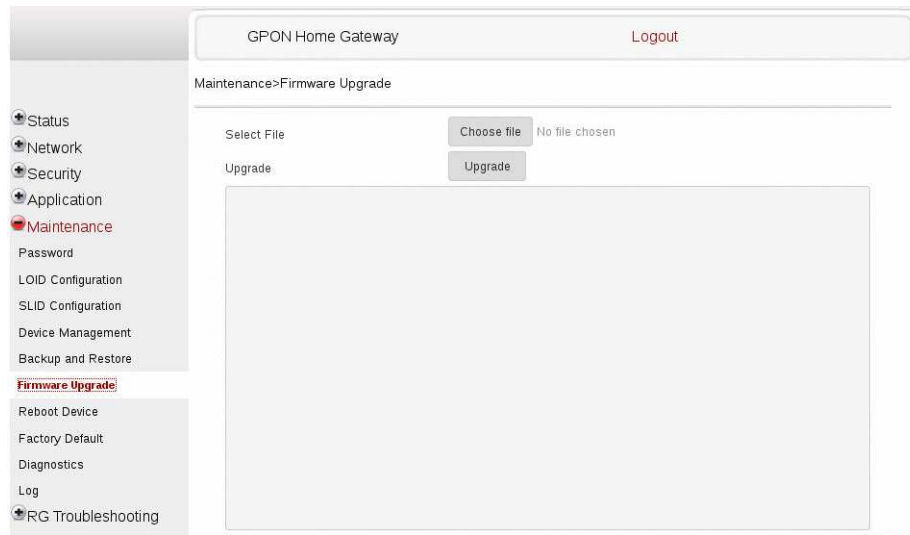 GPON Home Gateway Logout
Maintenance>Firmware Upgrade
Status
Network
Security
Application
Maintenance
Password
LOID Configuration
SLID Configuration
Device Management
Backup and Restore
Firmware Upgrade
Reboot Device
Factory Default
Diagnostics
Log
RG Troubleshooting
Select File Choose file No file chosen
Upgrade Upgrade